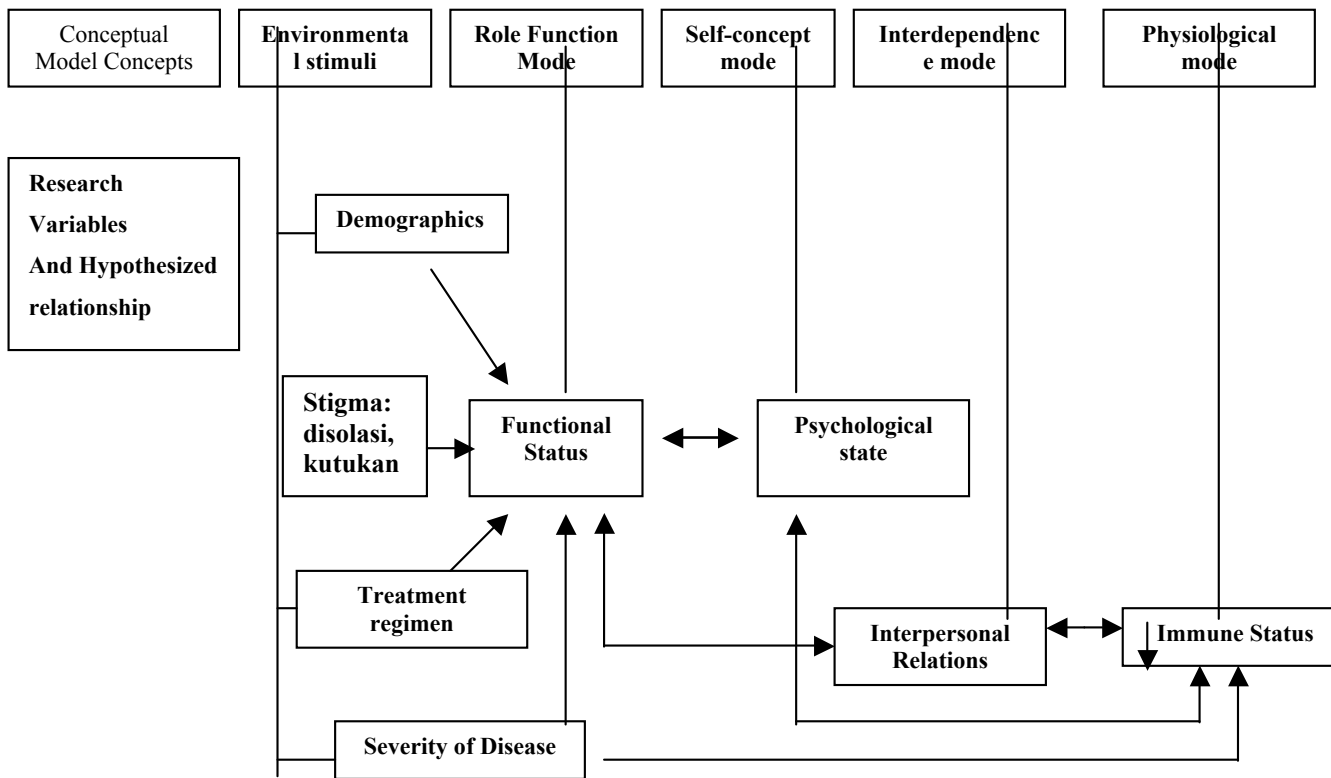 Conceptual
Model Concepts
Environmenta
l stimuli
Role Function
Mode
Self-concept
mode
Interdependenc
e mode
Physiological
mode
Research
Variables
And Hypothesized
relationship
Demographics
Stigma:
disolasi,
kutukan
Functional
Status
Psychological
state
Treatment
regimen
Interpersonal
Relations
Immune Status
Severity of Disease